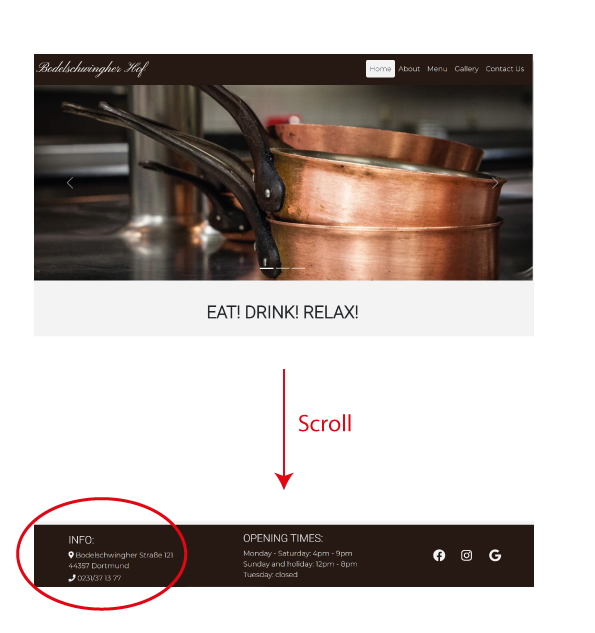 Bodelschwingher Hof
Home About Menu Gallery Contact Us
EAT! DRINK! RELAX!
Scroll
INFO:
Bodelschwingher Straße 121
44357 Dortmund
0231/37 13 77
OPENING TIMES:
Monday - Saturday: 4pm - 9pm
Sunday and holiday: 12pm - 8pm
Tuesday: closed